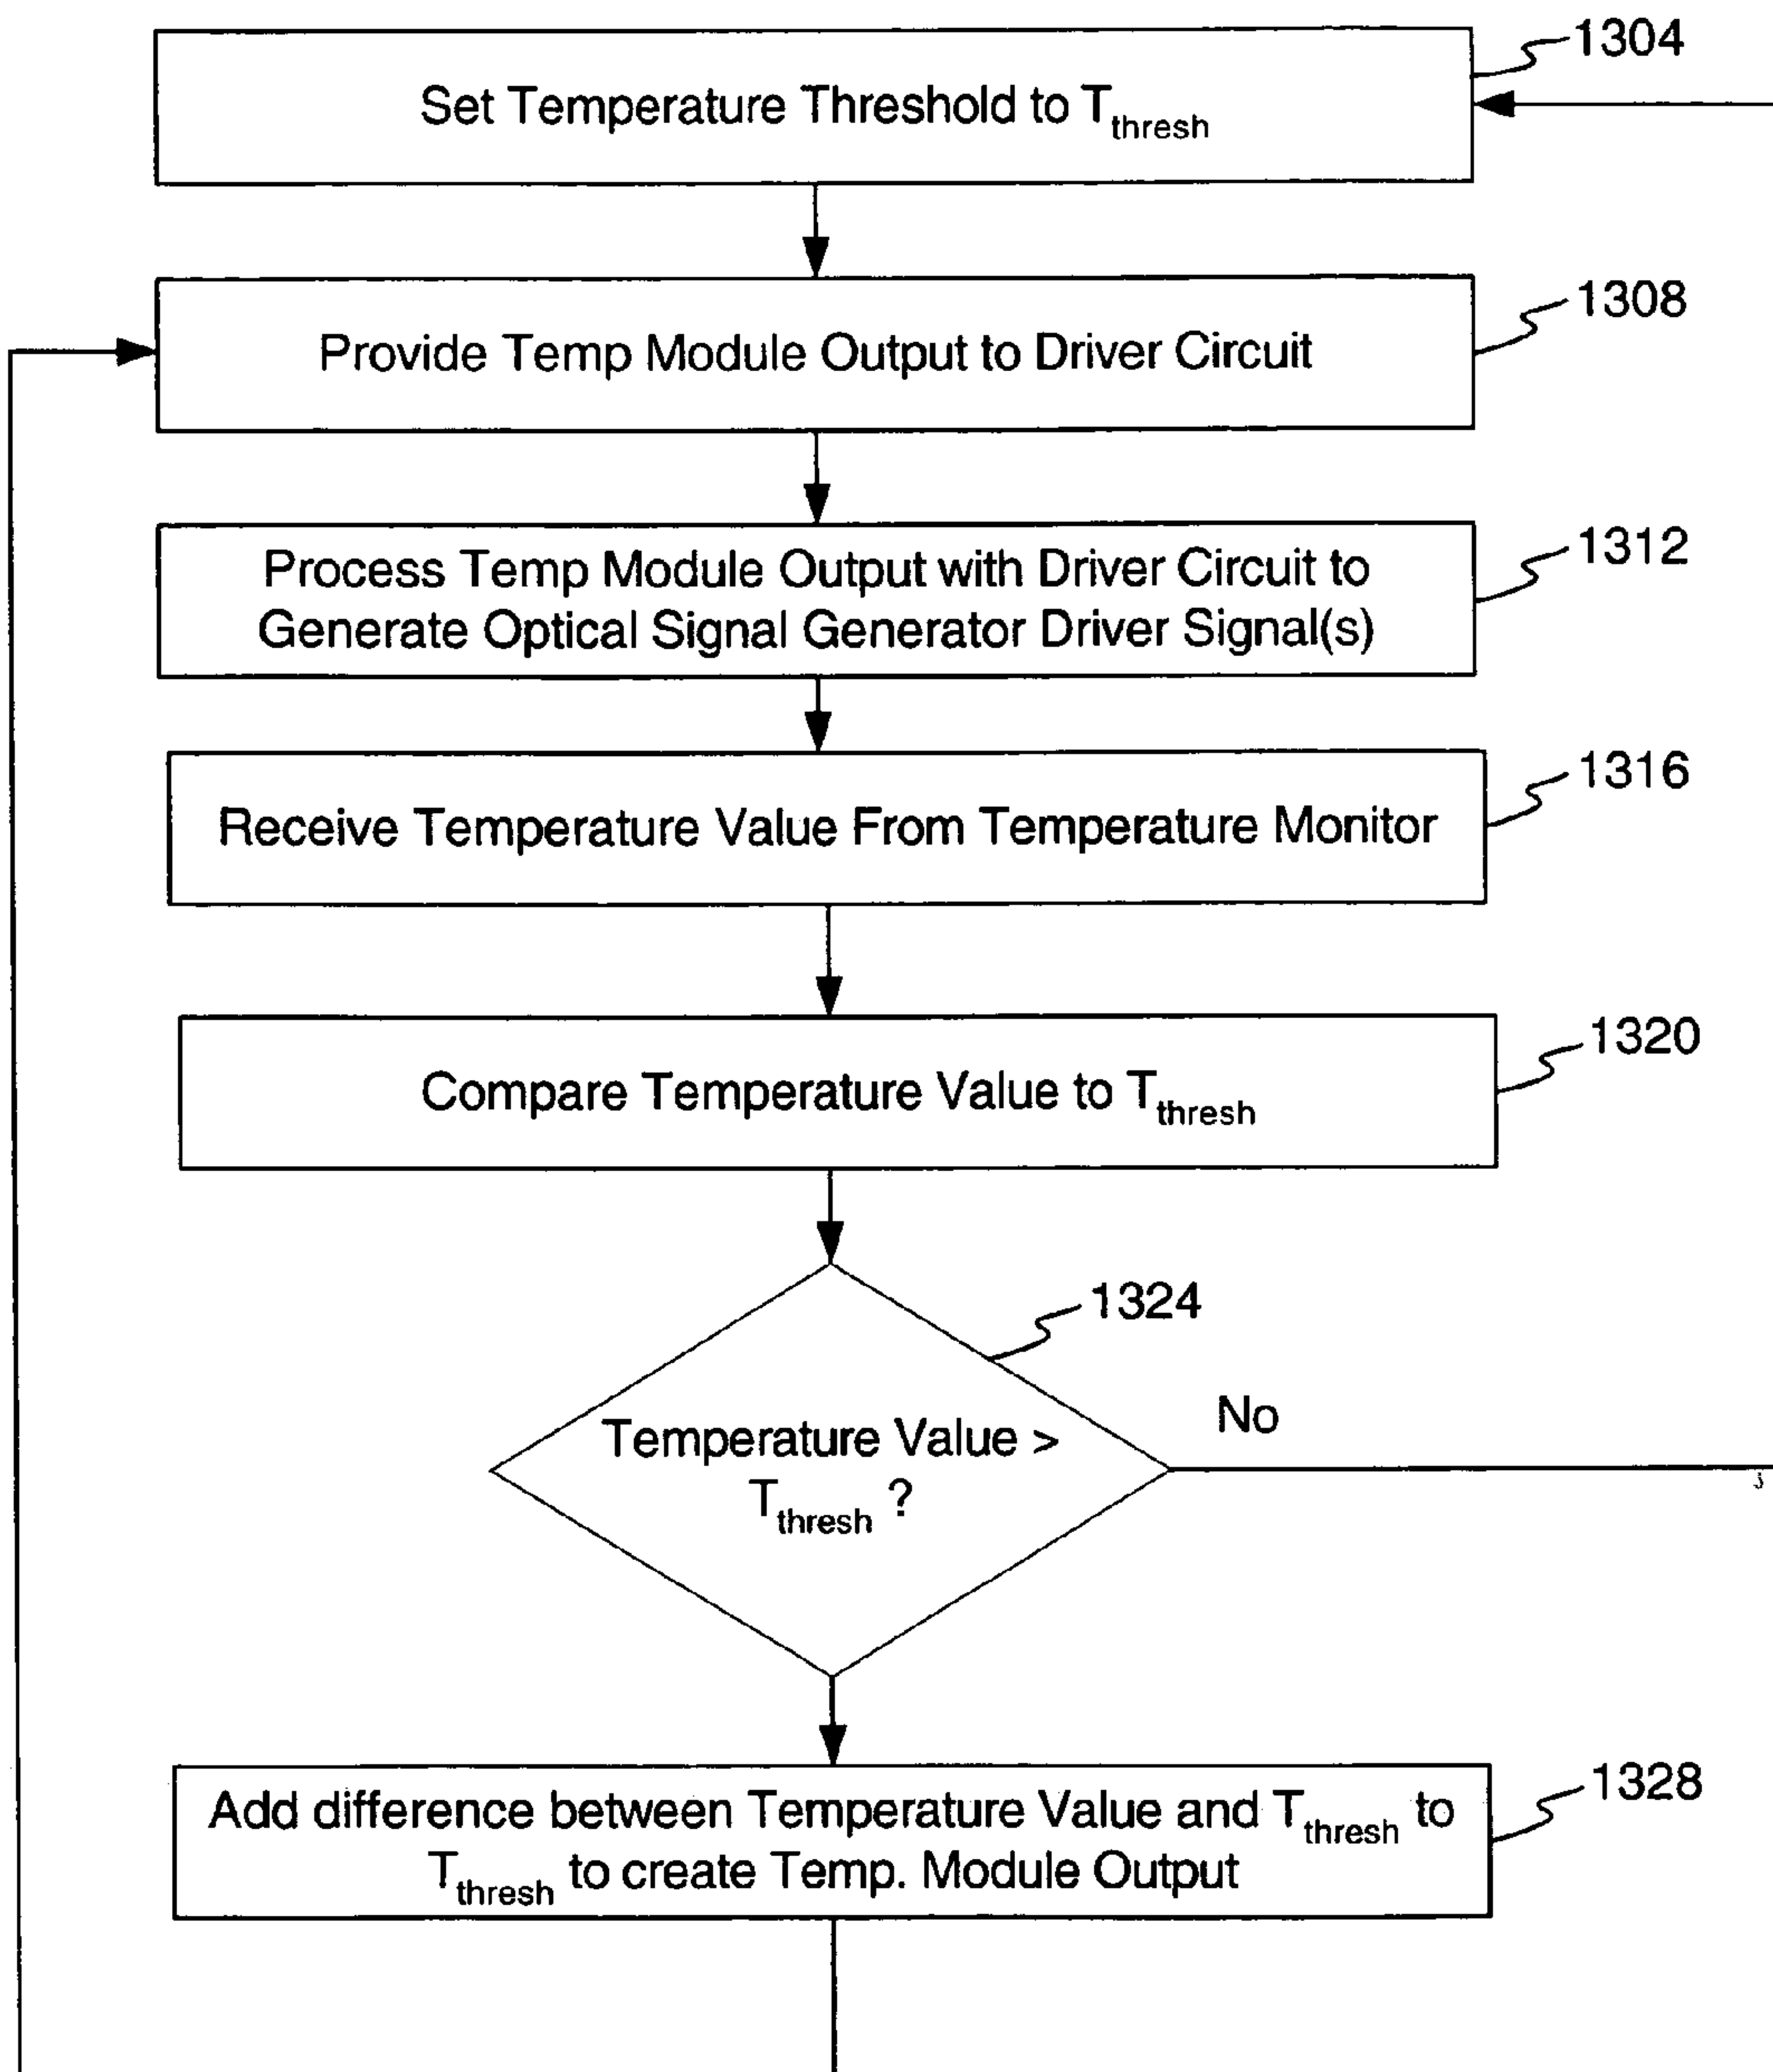 1304
Set Temperature Threshold to Tthresh
1308
Provide Temp Module Output to Driver Circuit
1312
Process Temp Module Output with Driver Circuit to
Generate Optical Signal Generator Driver Signal(s)
1316
Receive Temperature Value From Temperature Monitor
1320
Compare Temperature Value to Tthresh
1324
Temperature Value >
Tthresh ?
No
1328
Add difference between Temperature Value and Tthresh to
Tthresh to create Temp. Module Output